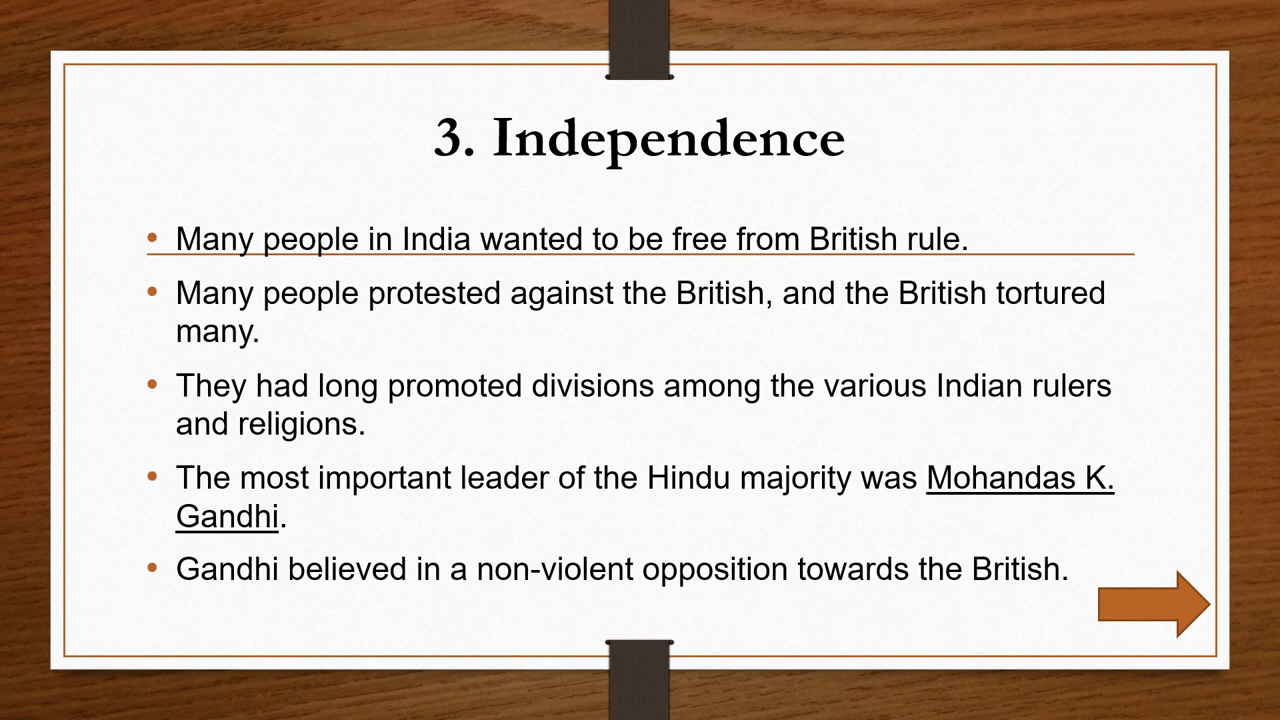 3. Independence
• Many people in India wanted to be free from British rule.
• Many people protested against the British, and the British tortured
many.
• They had long promoted divisions among the various Indian rulers
and religions.
• The most important leader of the Hindu majority was Mohandas K.
Gandhi.
• Gandhi believed in a non-violent opposition towards the British.